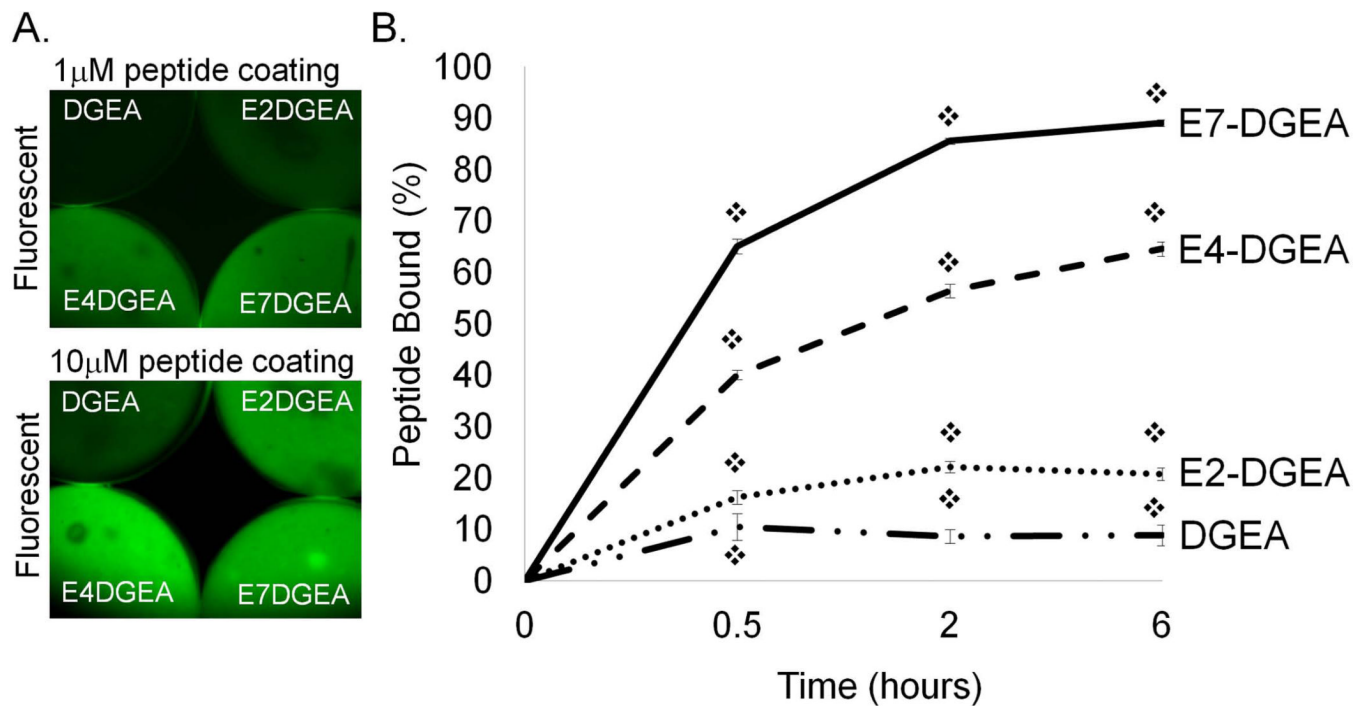 A.
1μM peptide coating
Fluorescent
DGEA
E2DGEA
E4DGEA
E7DGEA
10μM peptide coating
Fluorescent
DGEA
E2DGEA
E4DGEA
E7DGEA
B.
Peptide Bound (%)
100
90
80
70
60
50
40
30
20
10
0
0
0.5
2
6
Time (hours)
E7-DGEA
E4-DGEA
E2-DGEA
DGEA